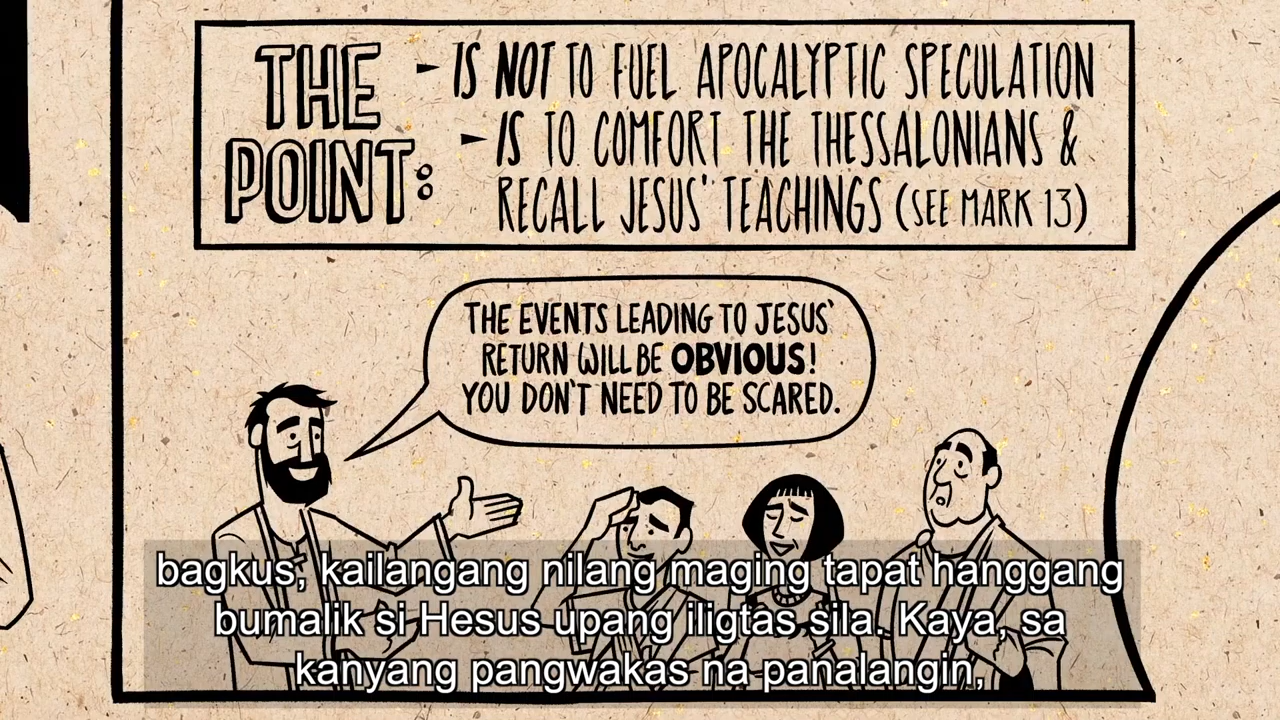 THE POINT:
- IS NOT TO FUEL APOCALYPTIC SPECULATION
- IS TO COMFORT THE THESSALONIANS &
RECALL JESUS' TEACHINGS (SEE MARK 13)
THE EVENTS LEADING TO JESUS'
RETURN WILL BE OBVIOUS!
YOU DON'T NEED TO BE SCARED.
bagkus, kailangang nilang maging tapat hanggang
bumalik si Hesus upang iligtas sila. Kaya, sa
kanyang pangwakas na panalangin,